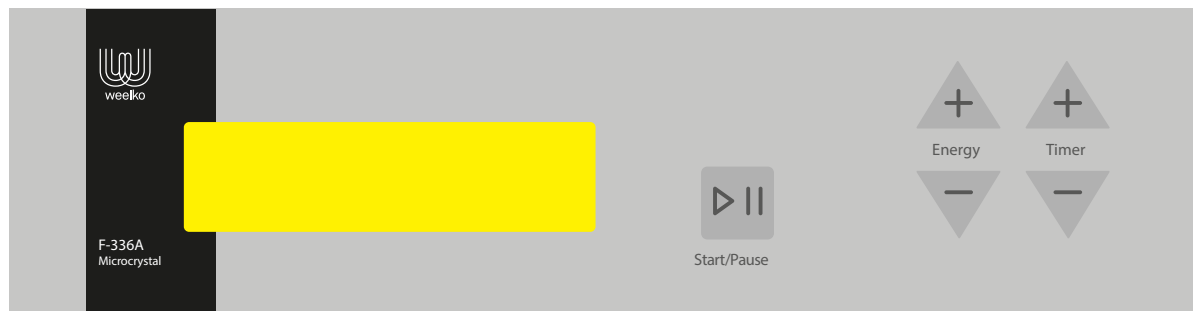 weelko
F-336A
Microcrystal
Start/Pause
Energy
Timer